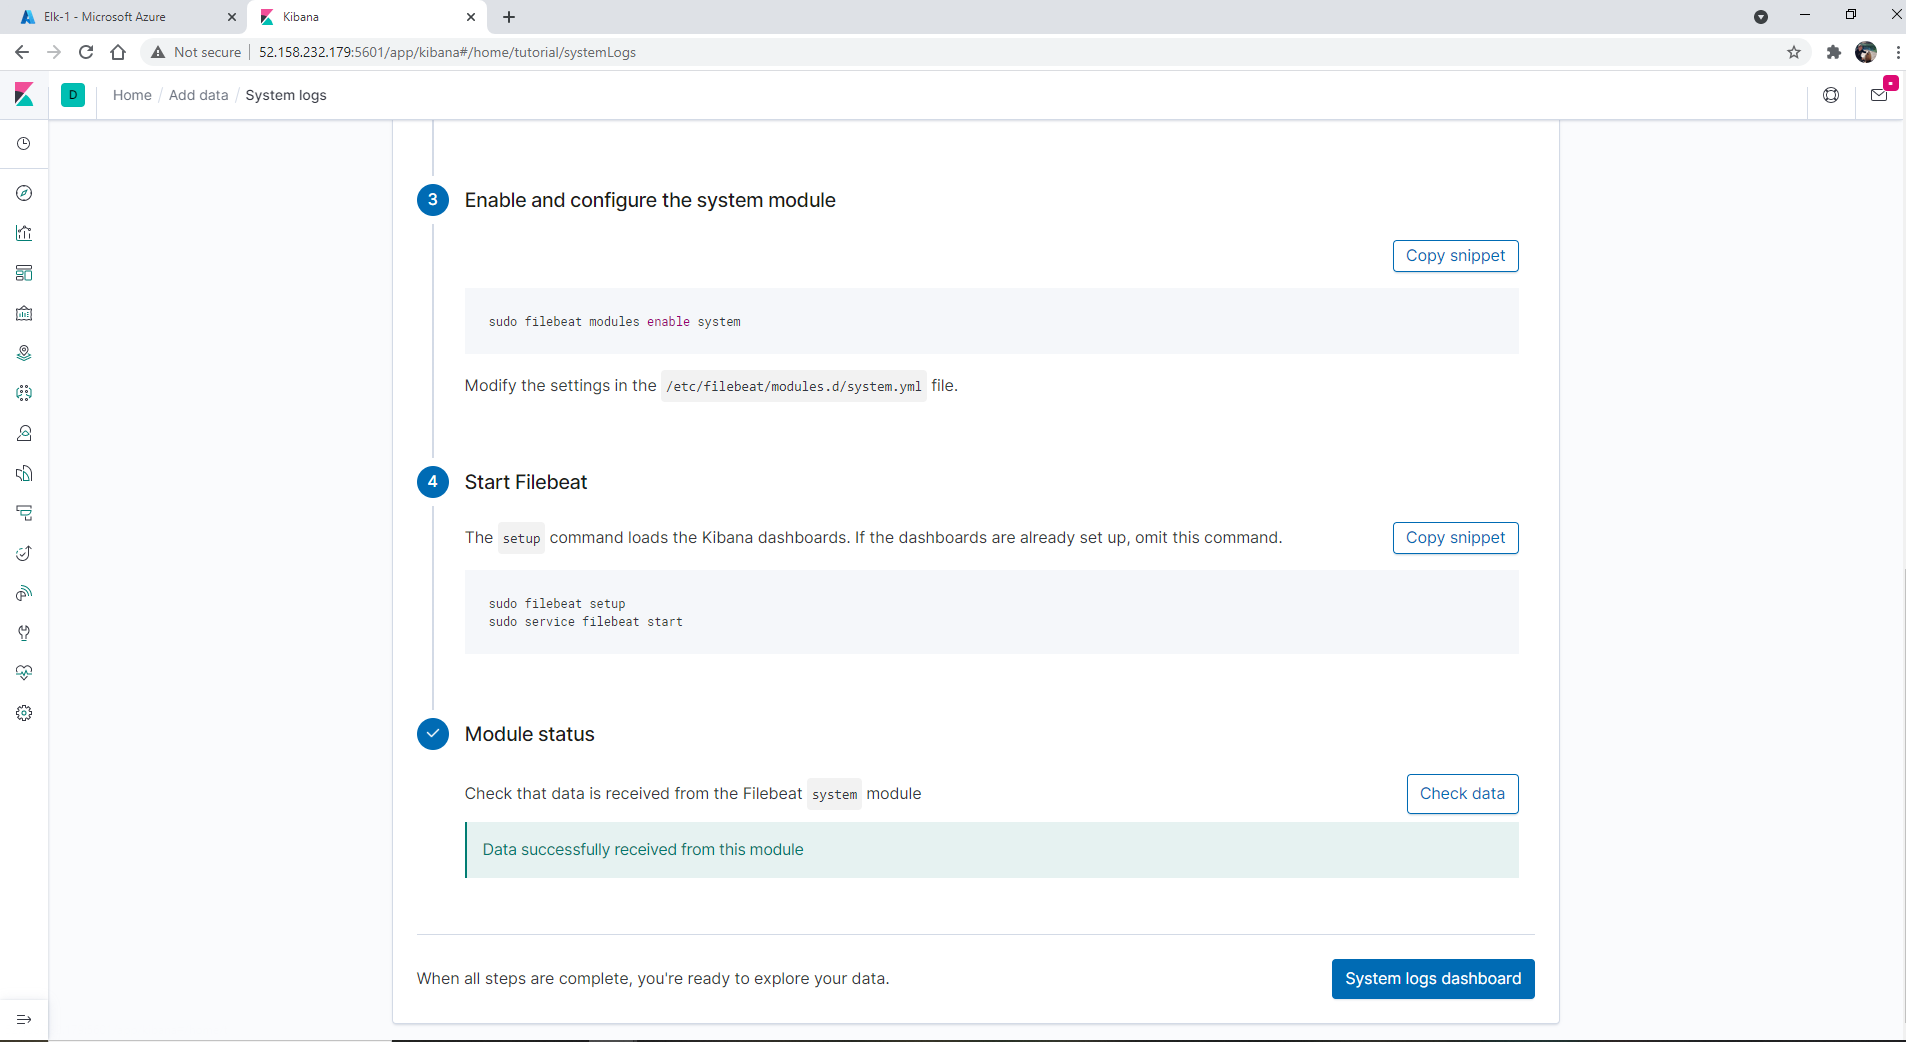 Elk-1 - Microsoft Azure
Kibana
Not secure
52.158.232.179:5601/app/kibana#/home/tutorial/systemLogs
D
Home / Add data / System logs
3
Enable and configure the system module
Copy snippet
sudo filebeat modules enable system
Modify the settings in the /etc/filebeat/modules.d/system.yml file.
4
Start Filebeat
The setup command loads the Kibana dashboards. If the dashboards are already set up, omit this command.
Copy snippet
sudo filebeat setup
sudo service filebeat start
Module status
Check that data is received from the Filebeat system module
Check data
Data successfully received from this module
When all steps are complete, you're ready to explore your data.
System logs dashboard